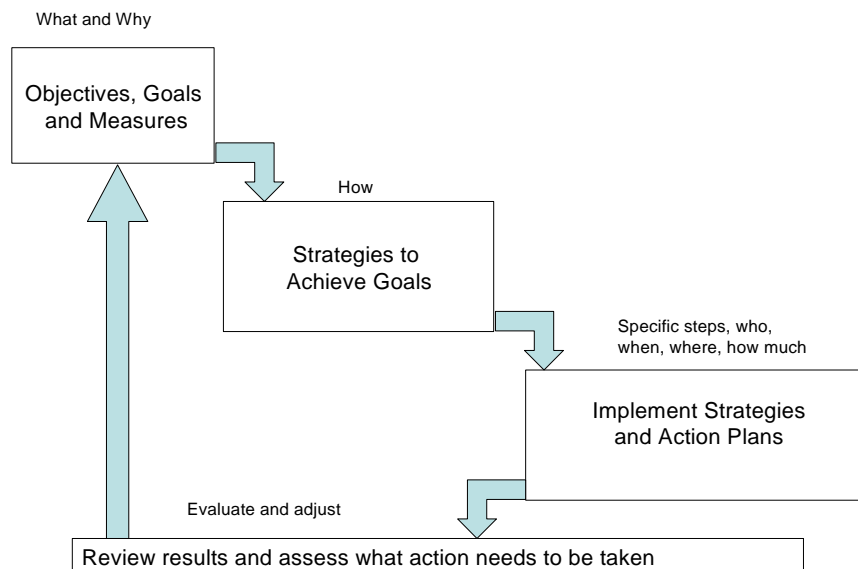 What and Why
Objectives, Goals
and Measures
How
Strategies to
Achieve Goals
Specific steps, who,
when, where, how much
Implement Strategies
and Action Plans
Evaluate and adjust
Review results and assess what action needs to be taken